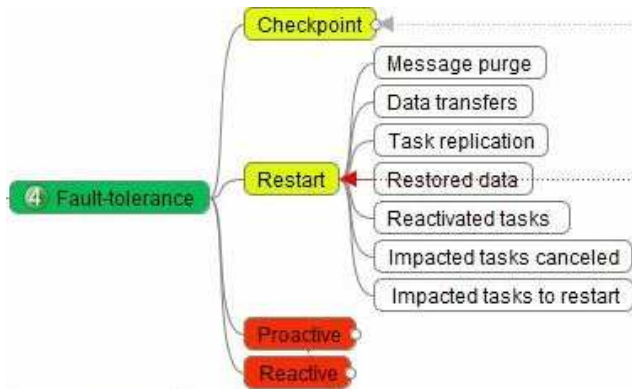 Checkpoint
Message purge
Data transfers
Task replication
Restart
Restored data
4 Fault-tolerance
Reactivated tasks
Impacted tasks canceled
Impacted tasks to restart
Proactive
Reactive